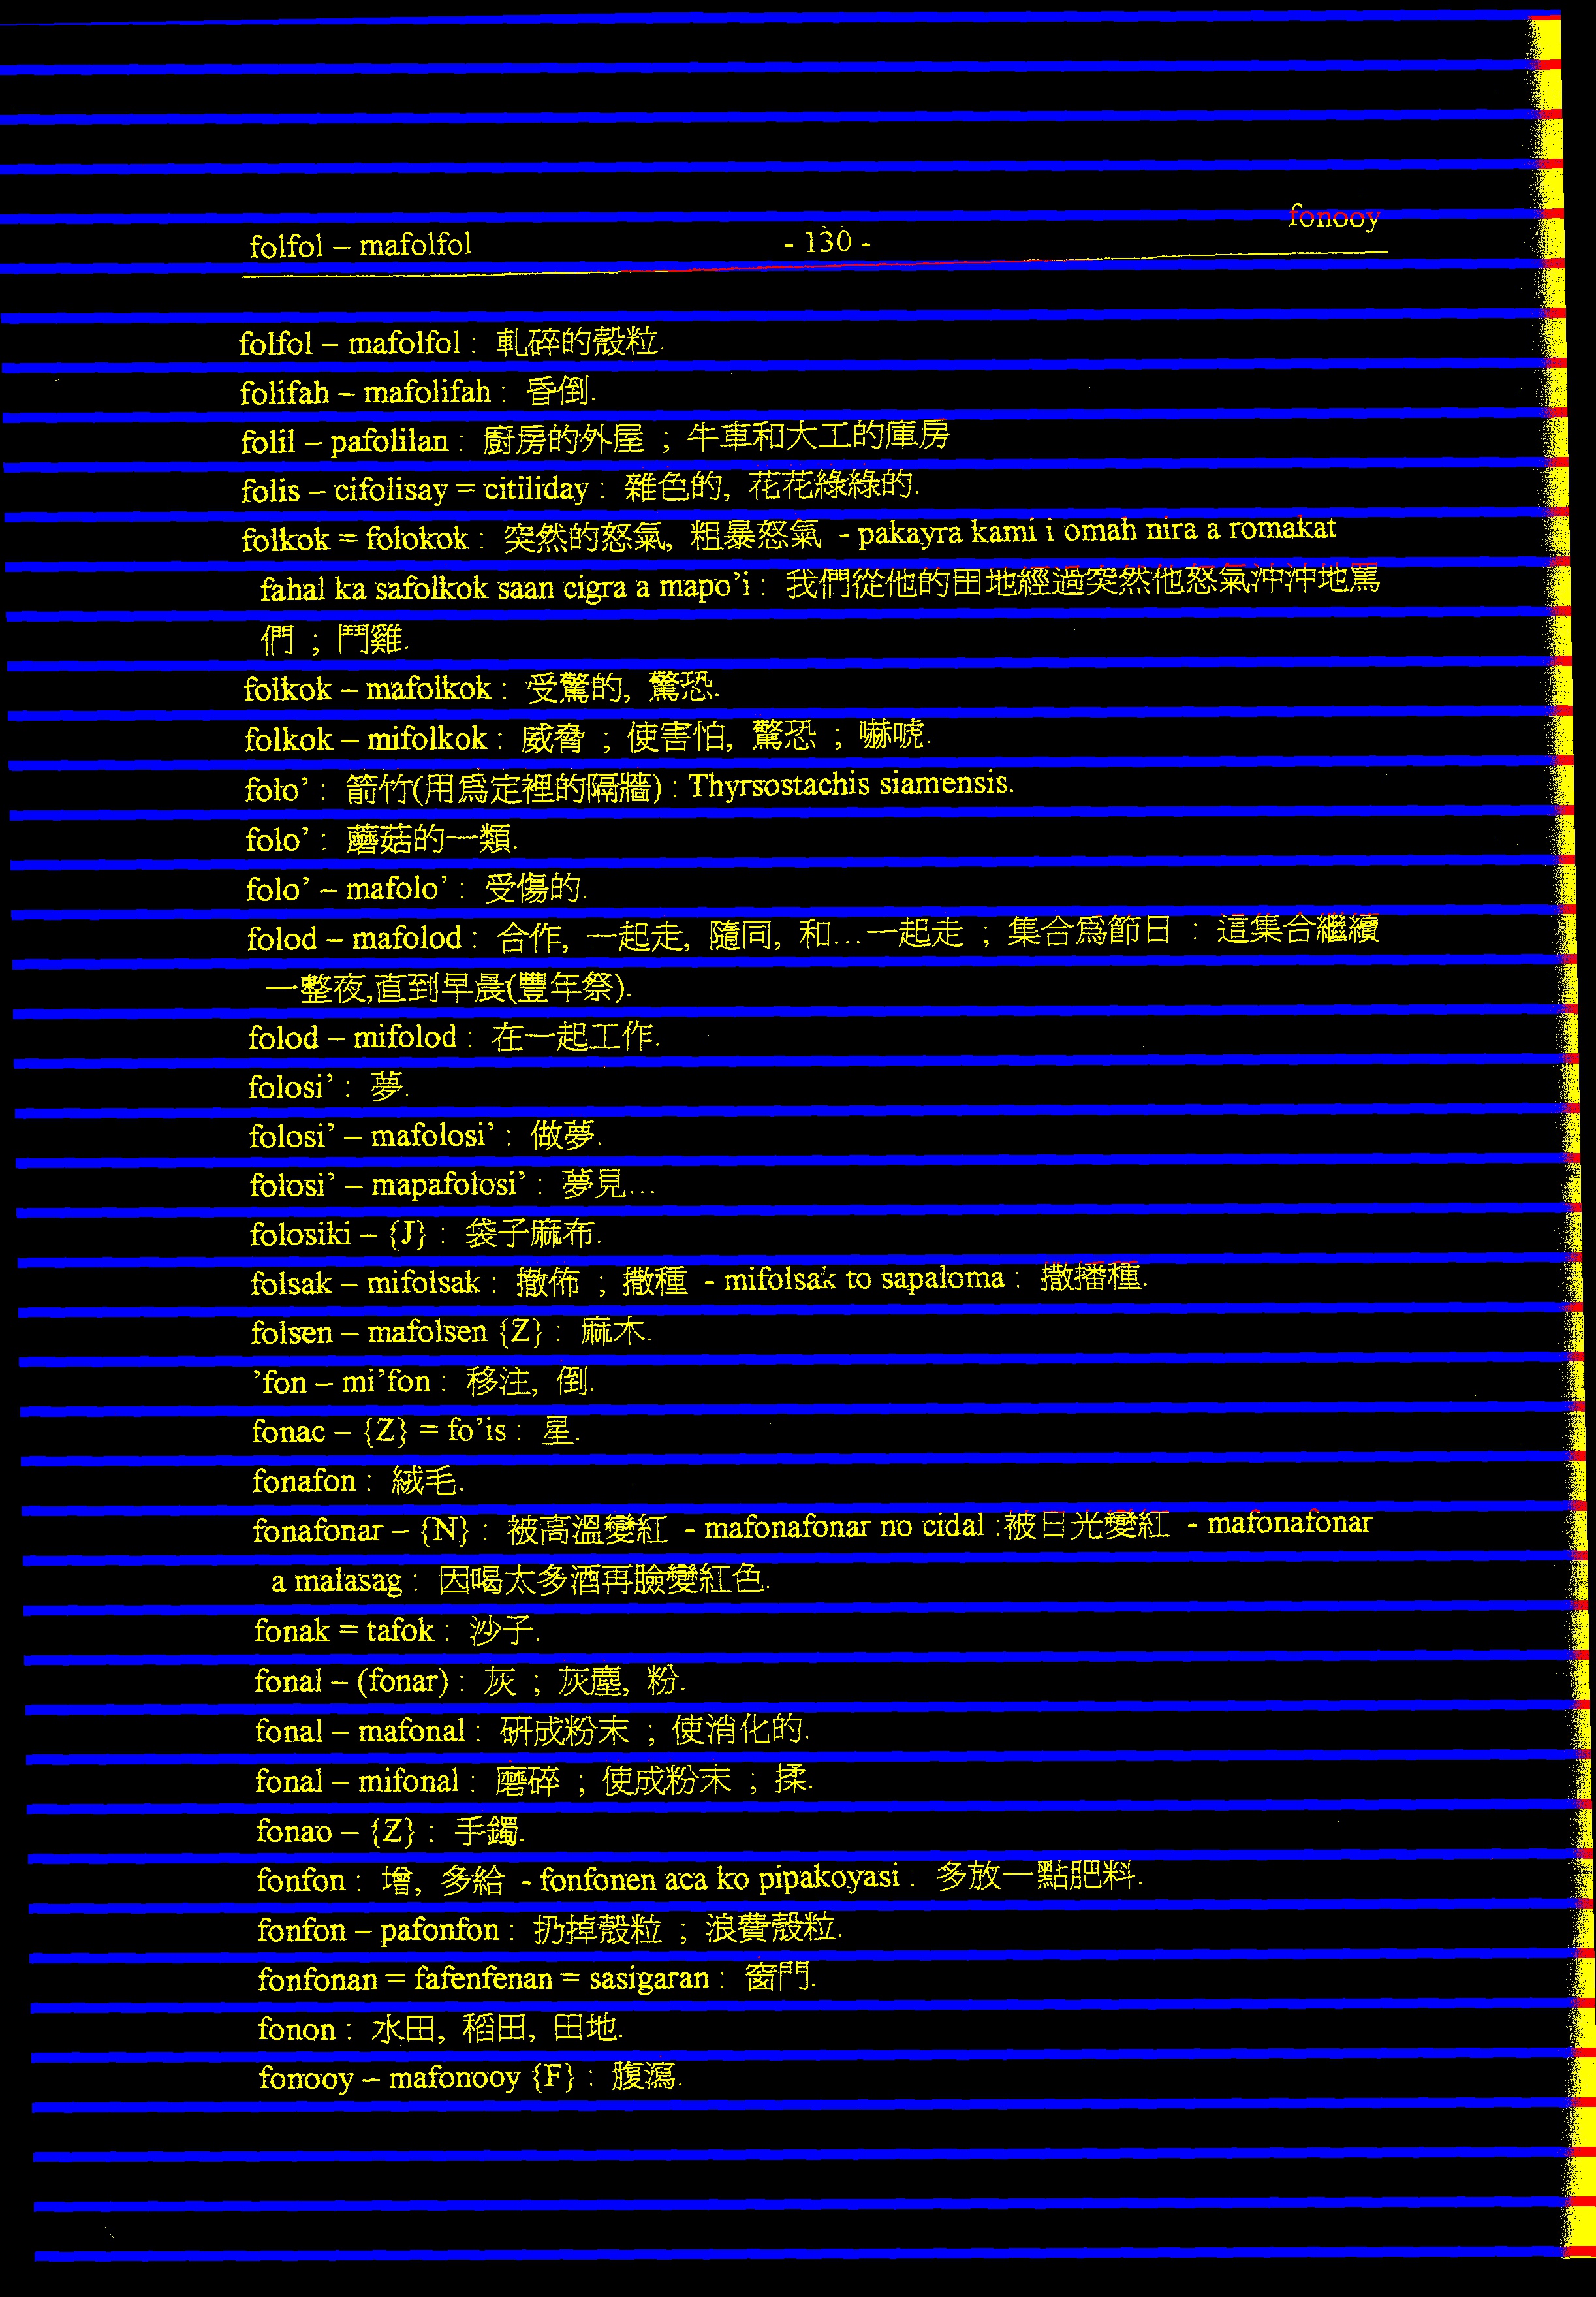 fonooy
folfol – mafolfol - 130 -
folfol – mafolfol : 軋碎的殼粒.
folifah – mafolifah : 昏倒.
folil – pafolilan : 廚房的外屋 ; 牛車和大工的庫房
folis – cifolisay = citiliday : 雜色的, 花花綠綠的.
folkok = folokok : 突然的怒氣, 粗暴怒氣 - pakayra kami i omah nira a romakat
fahal ka safolkok saan cigra a mapo’i : 我們從他的田地經過突然他怒氣沖沖地罵
們 ; 鬥雞.
folkok – mafolkok : 受驚的, 驚恐.
folkok – mifolkok : 威脅 ; 使害怕, 驚恐 ; 嚇唬.
folo’ : 箭竹(用爲定裡的隔牆) : Thyrsostachis siamensis.
folo’ : 蘑菇的一類.
folo’ – mafolo’ : 受傷的.
folod – mafolod : 合作, 一起走, 隨同, 和...一起走 ; 集合爲節日 : 這集合繼續
一整夜,直到早晨(豐年祭).
folod – mifolod : 在一起工作.
folosi’ : 夢.
folosi’ – mafolosi’ : 做夢.
folosi’ – mapafolosi’ : 夢見...
folosiki – {J} : 袋子麻布.
folsak – mifolsak : 撒佈 ; 撒種 - mifolsak to sapaloma : 撒播種.
folsen – mafolsen {Z} : 麻木.
’fon – mi’fon : 移注, 倒.
fonac – {Z} = fo’is : 星.
fonafon : 絨毛.
fonafonar – {N} : 被高溫變紅 - mafonafonar no cidal :被日光變紅 - mafonafonar
a malasag : 因喝太多酒再臉變紅色.
fonak = tafok : 沙子.
fonal – (fonar) : 灰 ; 灰塵, 粉.
fonal – mafonal : 研成粉末 ; 使消化的.
fonal – mifonal : 磨碎 ; 使成粉末 ; 揉.
fonao – {Z} : 手鐲.
fonfon : 增, 多給 - fonfonen aca ko pipakoyasi : 多放一點肥料.
fonfon – pafonfon : 扔掉殼粒 ; 浪費殼粒.
fonfonan = fafenfenan = sasigaran : 窗門.
fonon : 水田, 稻田, 田地.
fonooy – mafonooy {F} : 腹瀉.